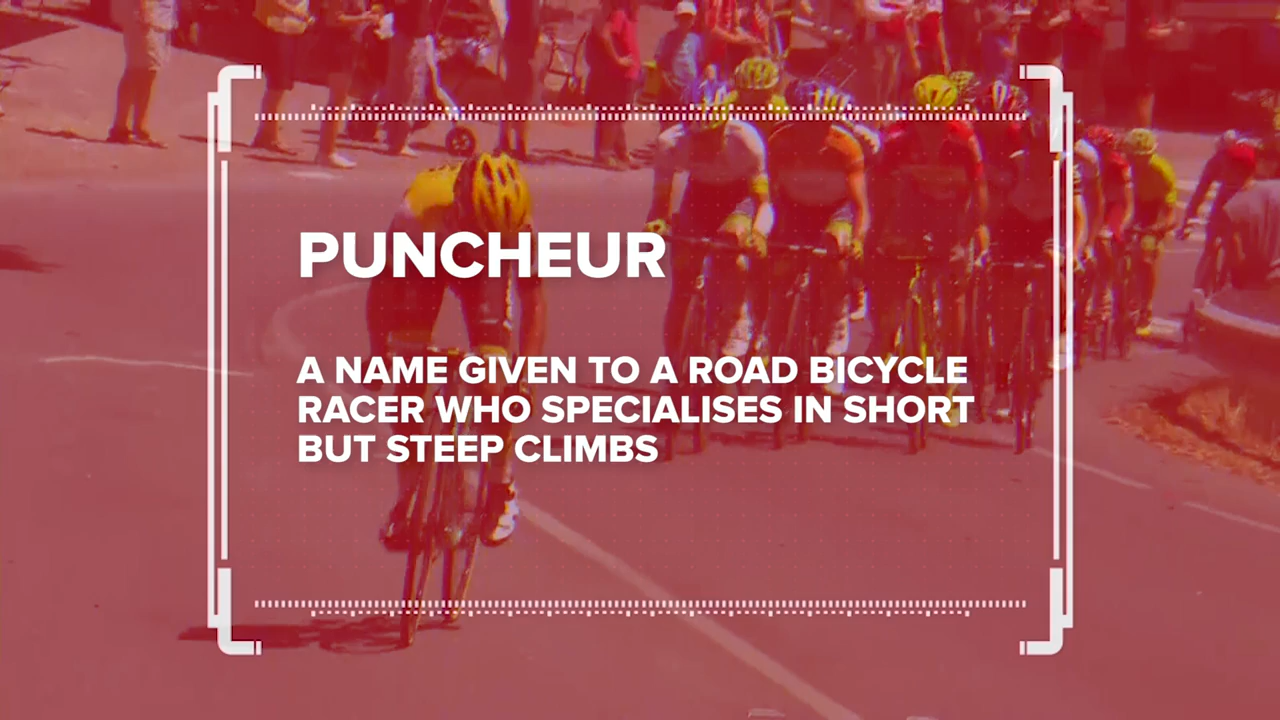 PUNCHEUR
A NAME GIVEN TO A ROAD BICYCLE
RACER WHO SPECIALISES IN SHORT
BUT STEEP CLIMBS